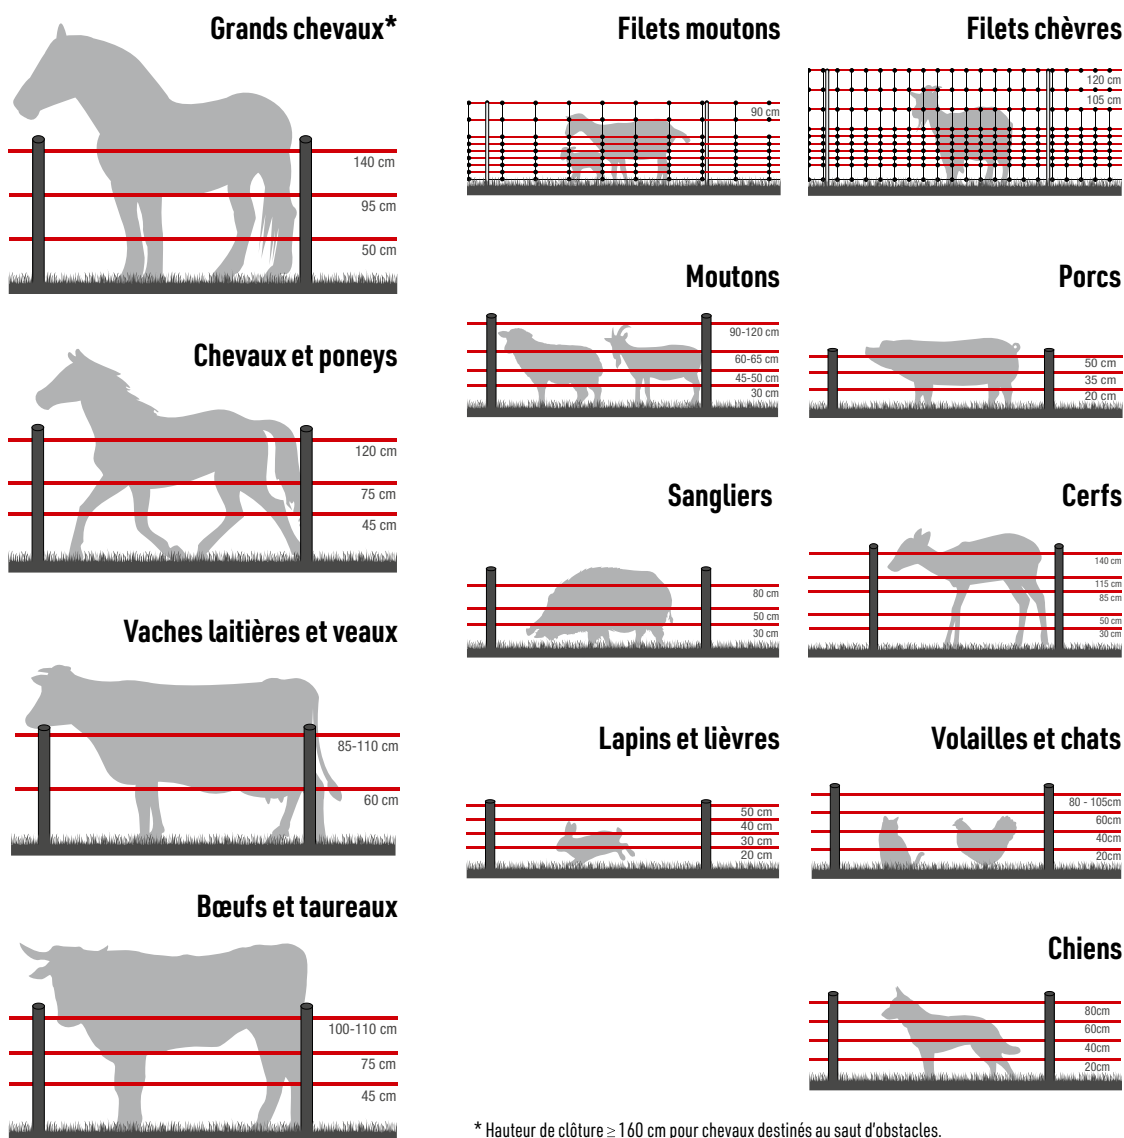 Grands chevaux*
140 cm
95 cm
50 cm
Chevaux et poneys
120 cm
75 cm
45 cm
Vaches laitières et veaux
85-110 cm
60 cm
Bœufs et taureaux
100-110 cm
75 cm
45 cm
Filets moutons
90 cm
Filets chèvres
120 cm
105 cm
Moutons
90-120 cm
60-65 cm
45-50 cm
30 cm
Porcs
50 cm
35 cm
20 cm
Sangliers
80 cm
50 cm
30 cm
Cerfs
140 cm
115 cm
85 cm
50 cm
30 cm
Lapins et lièvres
50 cm
40 cm
30 cm
20 cm
Volailles et chats
80 - 105cm
60cm
40cm
20cm
Chiens
80cm
60cm
40cm
20cm
* Hauteur de clôture ≥ 160 cm pour chevaux destinés au saut d'obstacles.